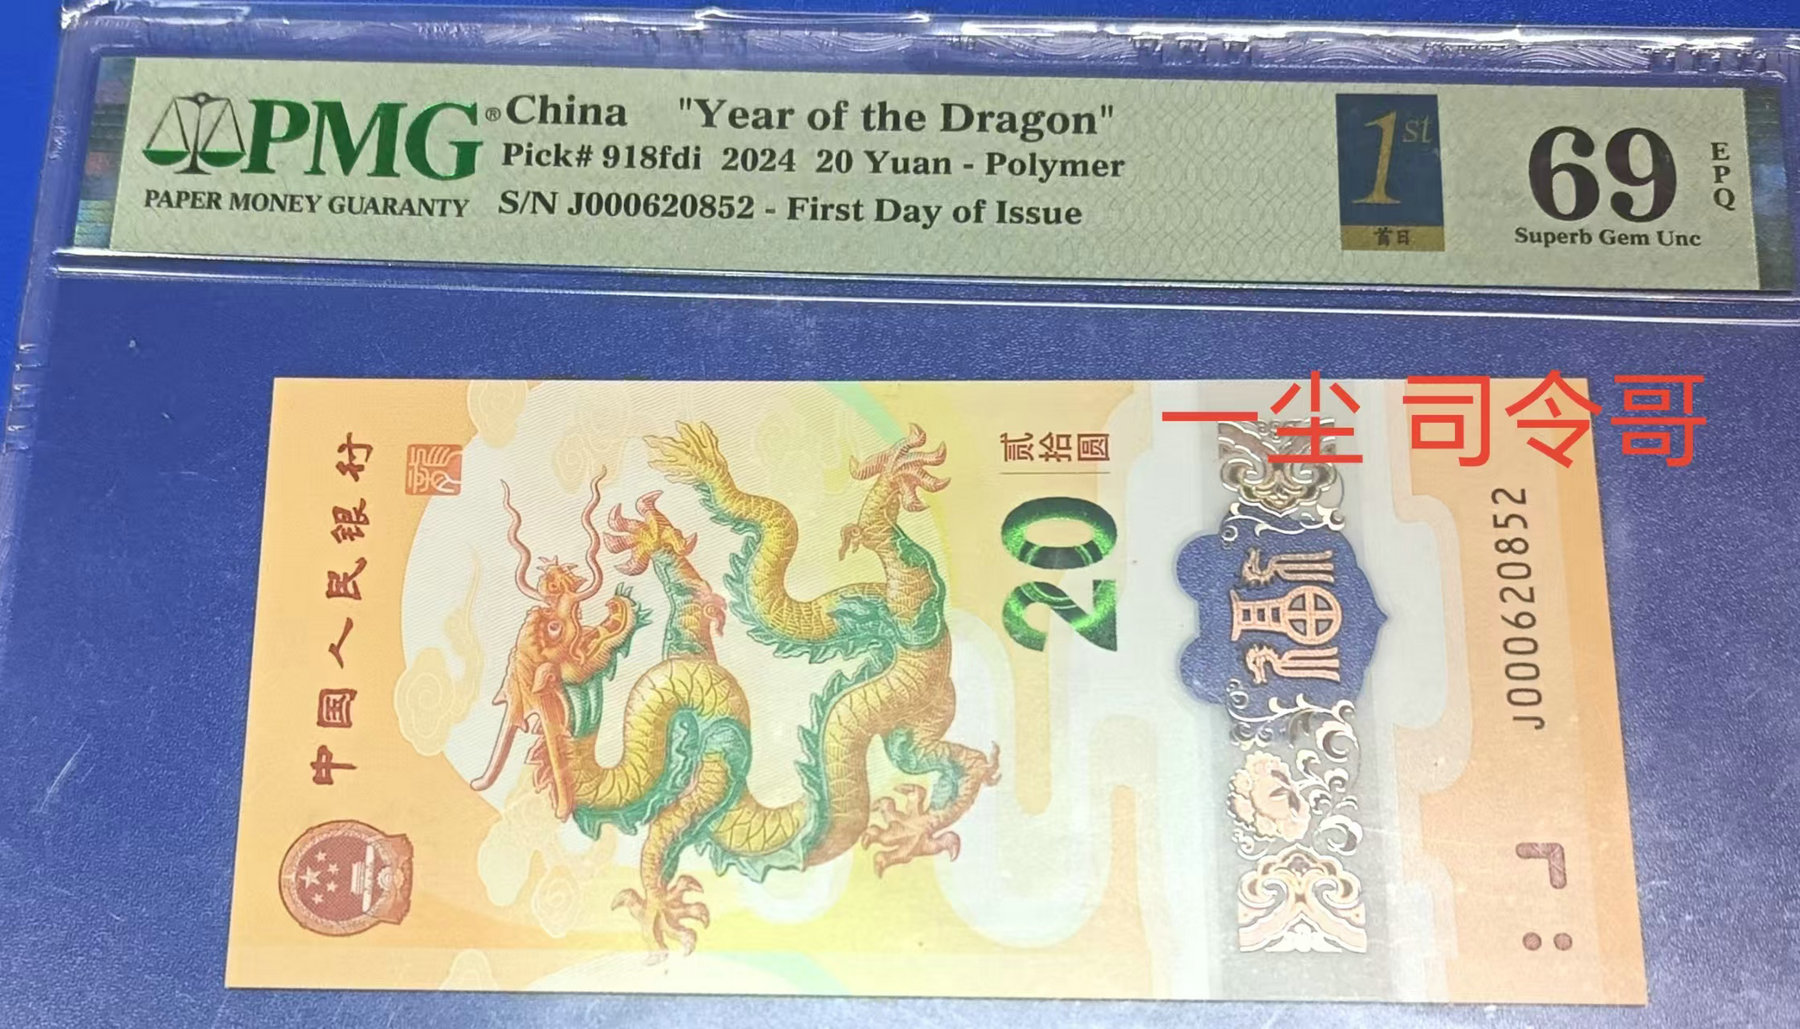 PMG® China "Year of the Dragon"
Pick# 918fdi 2024 20 Yuan - Polymer
PAPER MONEY GUARANTY
S/N J000620852 - First Day of Issue
1st
首日
69
EPQ
Superb Gem Unc
一尘 司令哥
中国人民银行
贰拾圆
20
J000620852